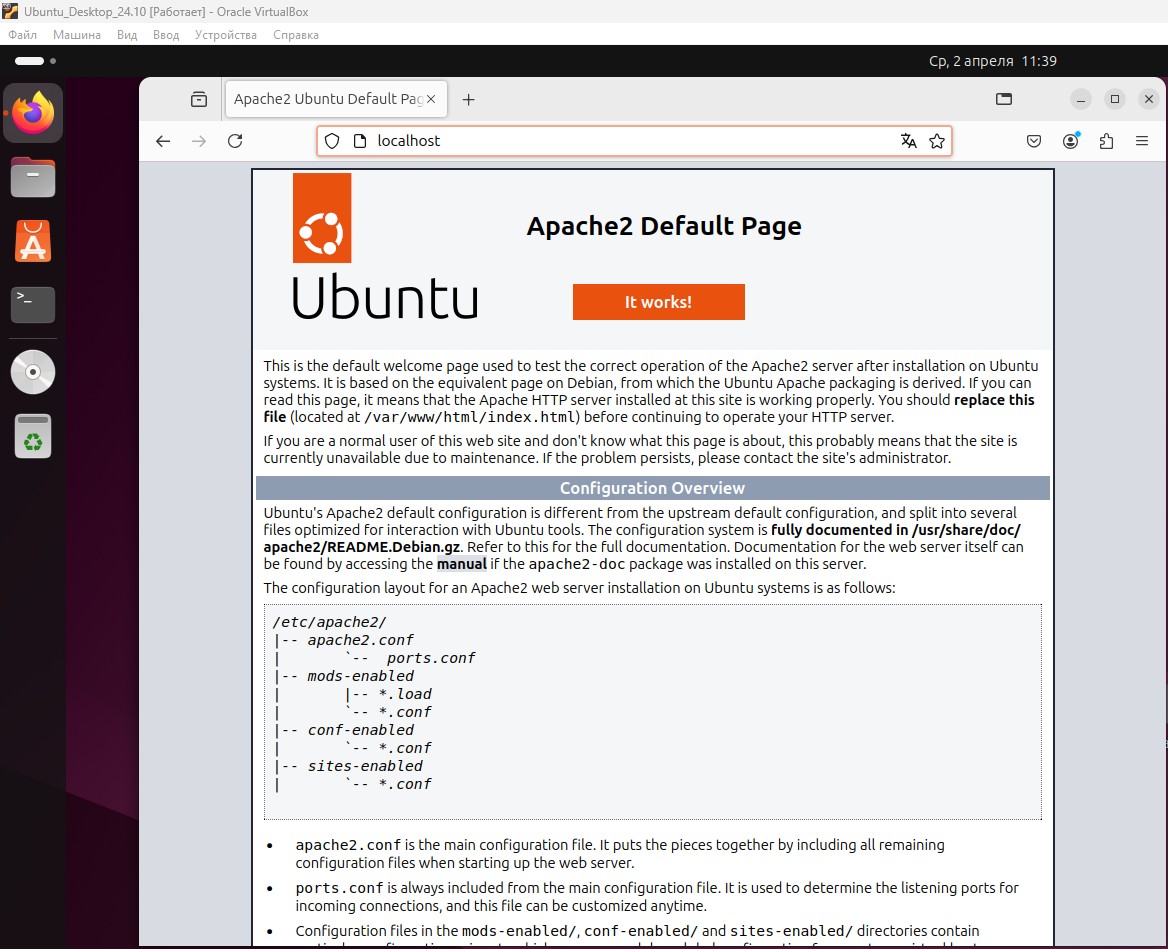 Ubuntu_Desktop_24.10 [Работает] - Oracle VirtualBox
Файл Машина Вид Ввод Устройства Справка
Ср, 2 апреля 11:39
Apache2 Ubuntu Default Pag
localhost
Apache2 Default Page
Ubuntu
It works!
This is the default welcome page used to test the correct operation of the Apache2 server after installation on Ubuntu
systems. It is based on the equivalent page on Debian, from which the Ubuntu Apache packaging is derived. If you can
read this page, it means that the Apache HTTP server installed at this site is working properly. You should replace this
file (located at /var/www/html/index.html) before continuing to operate your HTTP server.
If you are a normal user of this web site and don't know what this page is about, this probably means that the site is
currently unavailable due to maintenance. If the problem persists, please contact the site's administrator.
Configuration Overview
Ubuntu's Apache2 default configuration is different from the upstream default configuration, and split into several
files optimized for interaction with Ubuntu tools. The configuration system is fully documented in /usr/share/doc/
apache2/README.Debian.gz. Refer to this for the full documentation. Documentation for the web server itself can
be found by accessing the manual if the apache2-doc package was installed on this server.
The configuration layout for an Apache2 web server installation on Ubuntu systems is as follows:
/etc/apache2/
|-- apache2.conf
|       `--  ports.conf
|-- mods-enabled
|       |-- *.load
|       `-- *.conf
|-- conf-enabled
|       `-- *.conf
|-- sites-enabled
|       `-- *.conf
• apache2.conf is the main configuration file. It puts the pieces together by including all remaining
configuration files when starting up the web server.
• ports.conf is always included from the main configuration file. It is used to determine the listening ports for
incoming connections, and this file can be customized anytime.
• Configuration files in the mods-enabled/, conf-enabled/ and sites-enabled/ directories contain